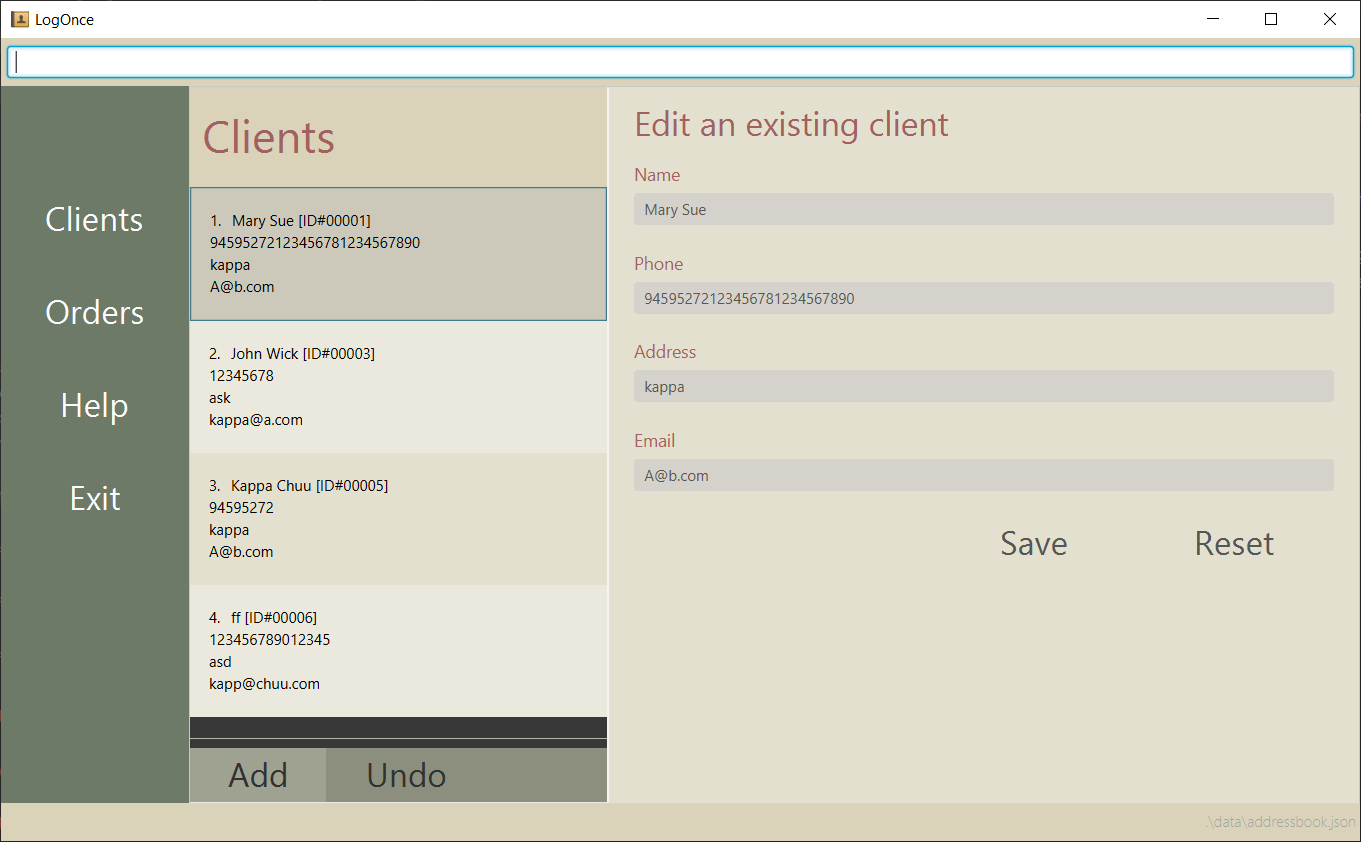 LogOnce
Clients
Orders
Help
Exit
Clients
1. Mary Sue [ID#00001]
94595272123456781234567890
kappa
A@b.com
2. John Wick [ID#00003]
12345678
ask
kappa@a.com
3. Kappa Chuu [ID#00005]
94595272
kappa
A@b.com
4. ff [ID#00006]
123456789012345
asd
kapp@chuu.com
Add Undo
Edit an existing client
Name
Mary Sue
Phone
94595272123456781234567890
Address
kappa
Email
A@b.com
Save Reset
.\data\addressbook.json